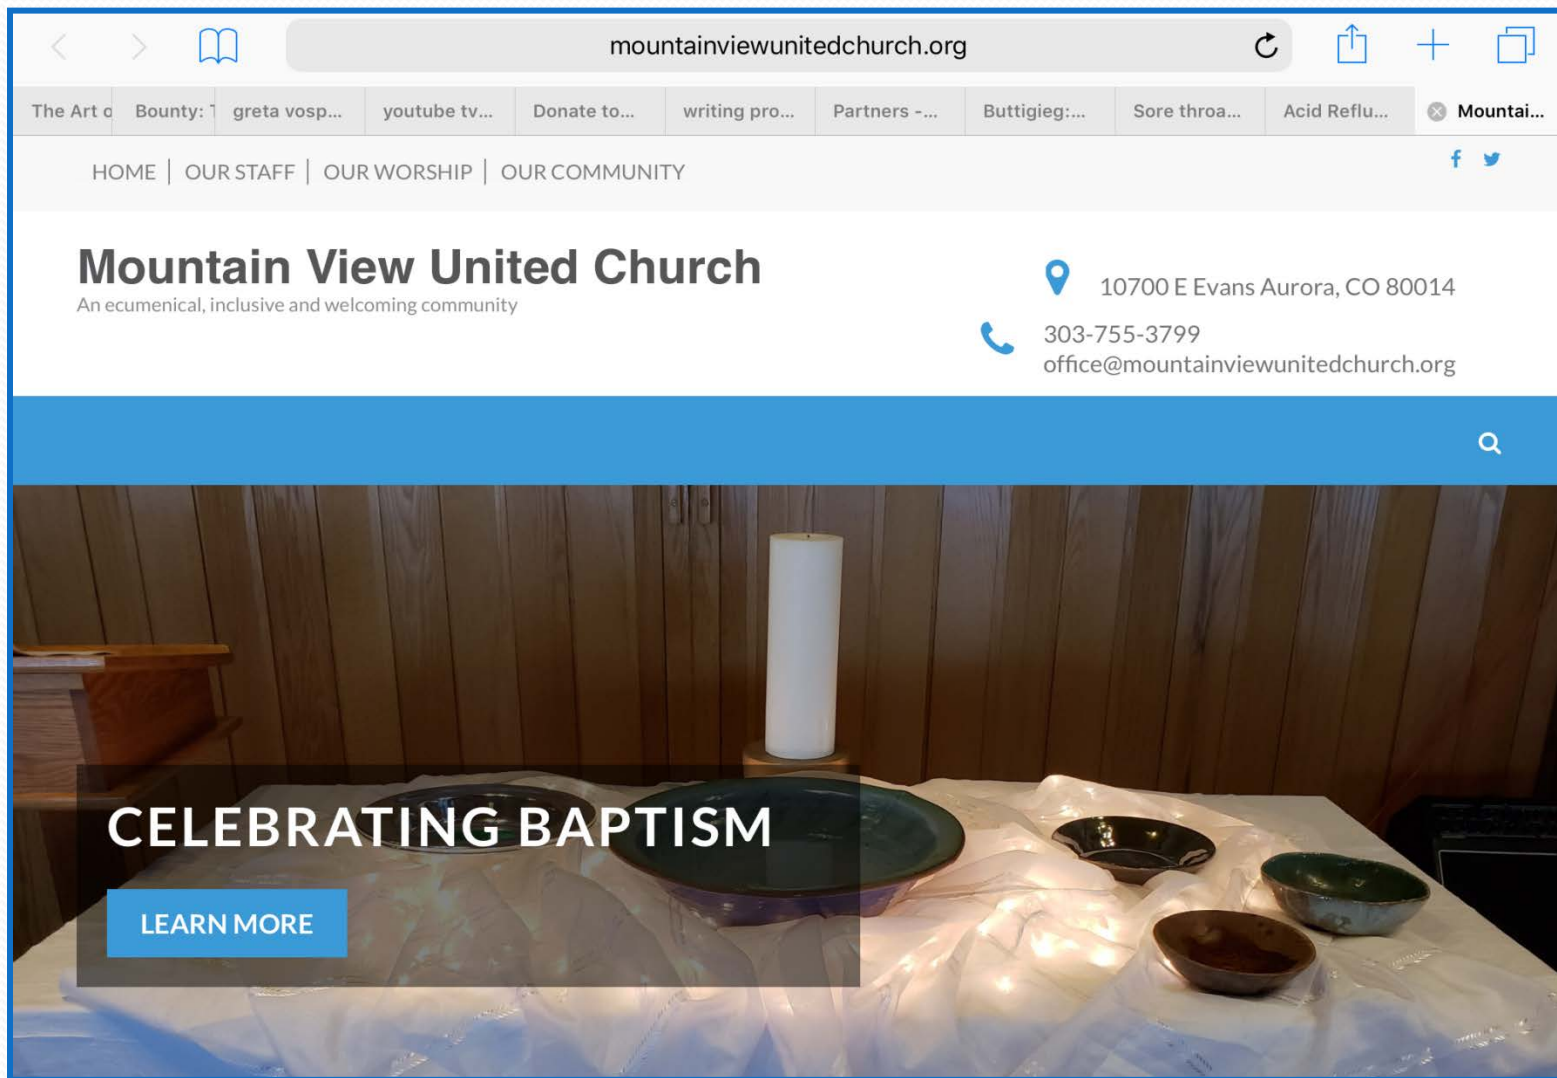 mountainviewunitedchurch.org
The Art o Bounty: T greta vosp... youtube tv... Donate to... writing pro... Partners -... Buttigieg:... Sore throa... Acid Reflu... Mountai...
HOME | OUR STAFF | OUR WORSHIP | OUR COMMUNITY
Mountain View United Church
An ecumenical, inclusive and welcoming community
10700 E Evans Aurora, CO 80014
303-755-3799
office@mountainviewunitedchurch.org
CELEBRATING BAPTISM
LEARN MORE